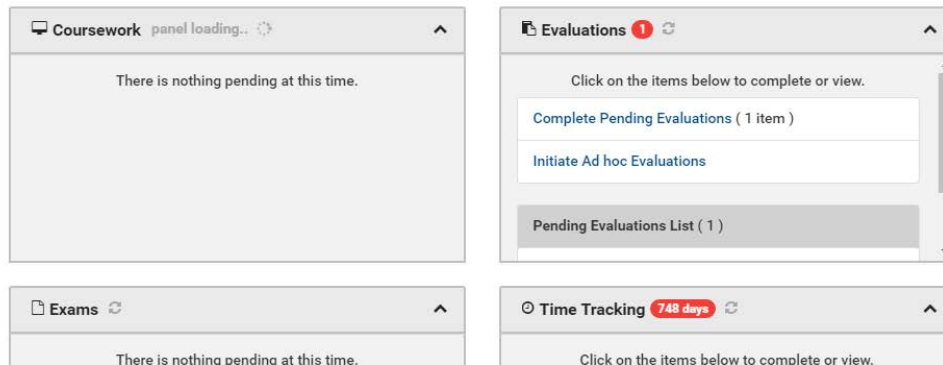 Coursework panel loading..
There is nothing pending at this time.
Evaluations 1
Click on the items below to complete or view.
Complete Pending Evaluations ( 1 item )
Initiate Ad hoc Evaluations
Pending Evaluations List ( 1 )
Exams
There is nothing pending at this time.
Time Tracking 748 days
Click on the items below to complete or view.